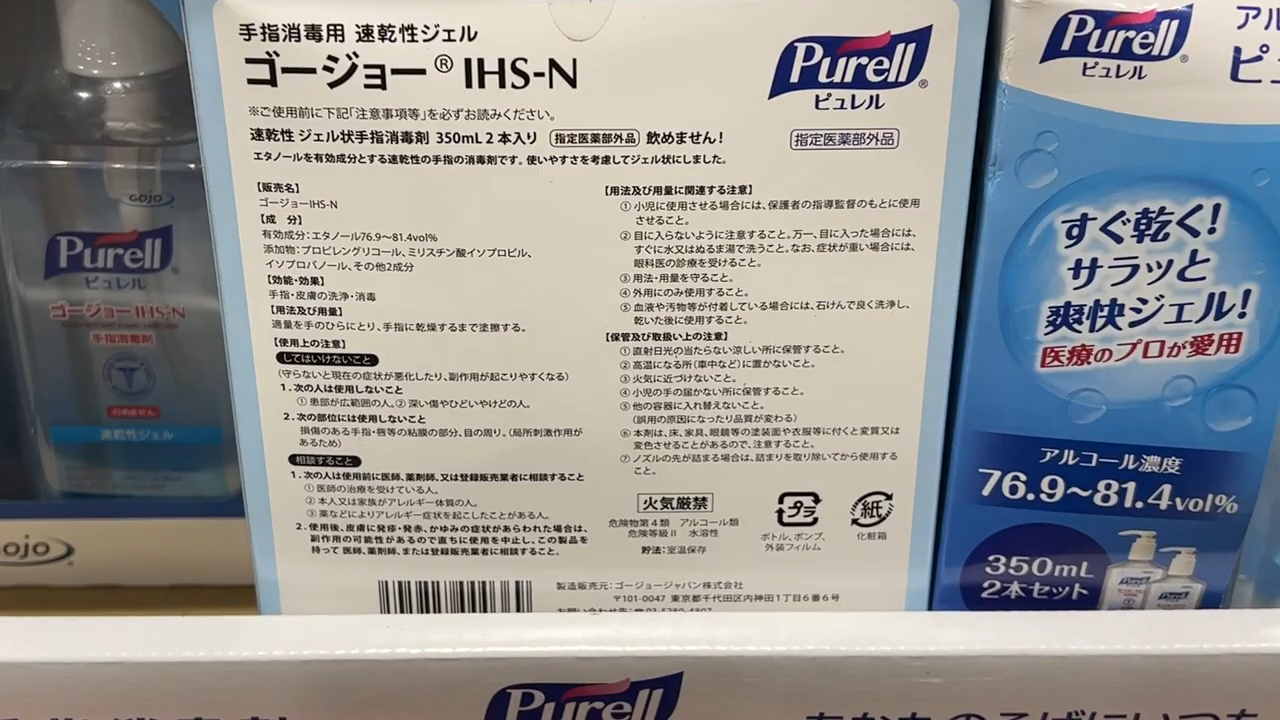 手指消毒用 速乾性ジェル
ゴージョー® IHS-N
Purell®
ピュレル
※ご使用前に下記「注意事項等」を必ずお読みください。
速乾性 ジェル状手指消毒剤 350mL 2本入り 指定医薬部外品 飲めません!
指定医薬部外品
エタノールを有効成分とする速乾性の手指の消毒剤です。使いやすさを考慮してジェル状にしました。
【販売名】
ゴージョーIHS-N
【成 分】
有効成分:エタノール76.9~81.4vol%
添加物:プロピレングリコール、ミリスチン酸イソプロピル、
イソプロパノール、その他2成分
【効能・効果】
手指・皮膚の洗浄・消毒
【用法及び用量】
適量を手のひらにとり、手指に乾燥するまで塗擦する。
【使用上の注意】
してはいけないこと
(守らないと現在の症状が悪化したり、副作用が起こりやすくなる)
1.次の人は使用しないこと
①患部が広範囲の人。②深い傷やひどいやけどの人。
2.次の部位には使用しないこと
損傷のある手指・唇等の粘膜の部分、目の周り。(局所刺激作用が
あるため)
相談すること
1.次の人は使用前に医師、薬剤師、又は登録販売業者に相談すること
①医師の治療を受けている人。
②本人又は家族がアレルギー体質の人。
③薬などによりアレルギー症状を起こしたことがある人。
2.使用後、皮膚に発疹・発赤、かゆみの症状があらわれた場合は、
副作用の可能性があるので直ちに使用を中止し、この製品を
持って 医師、薬剤師、または登録販売業者に相談すること。
【用法及び用量に関連する注意】
①小児に使用させる場合には、保護者の指導監督のもとに使用
させること。
②目に入らないように注意すること。万一、目に入った場合には、
すぐに水又はぬるま湯で洗うこと。なお、症状が重い場合には、
眼科医の診療を受けること。
③用法・用量を守ること。
④外用にのみ使用すること。
⑤血液や汚物等が付着している場合には、石けんで良く洗浄し、
乾いた後に使用すること。
【保管及び取扱い上の注意】
①直射日光の当たらない涼しい所に保管すること。
②高温になる所(車中など)に置かないこと。
③火気に近づけないこと。
④小児の手の届かない所に保管すること。
⑤他の容器に入れ替えないこと。
(誤用の原因になったり品質が変わる)
⑥本剤は、床、家具、眼鏡等の塗装面や衣服等に付くと変質又は
変色させることがあるので、注意すること。
⑦ノズルの先が詰まる場合は、詰まりを取り除いてから使用する
こと。
火気厳禁
危険物第4類 アルコール類
危険等級Ⅱ 水溶性
貯法:室温保存
プラ
ボトル、ポンプ、
外装フィルム
紙
化粧箱
製造販売元:ゴージョージャパン株式会社
〒101-0047 東京都千代田区内神田1丁目6番6号
GOJO
Purell
ピュレル
ゴージョー IHS-N
手指消毒剤
のめません
速乾性ジェル
GOJO
Purell®
ピュレル
すぐ乾く!
サラッと
爽快ジェル!
医療のプロが愛用
アルコール濃度
76.9~81.4vol%
350mL
2本セット
Purell
Purell
Purell